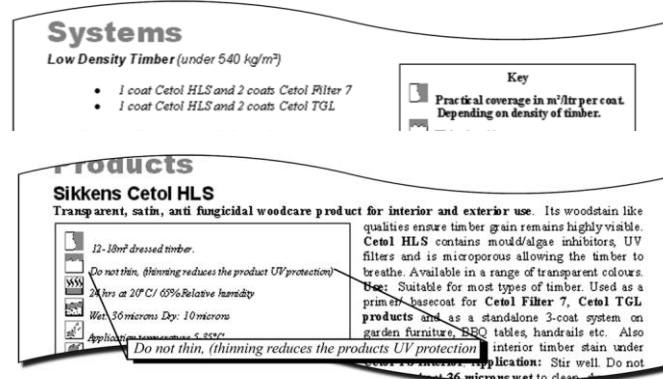 Systems
Low Density Timber (under 540 kg/m³)
• 1 coat Cetol HLS and 2 coats Cetol Filter 7
• 1 coat Cetol HLS and 2 coats Cetol TGL
Key
Practical coverage in m²/ltr per coat.
Depending on density of timber.
Products
Sikkens Cetol HLS
Transparent, satin, anti fungicidal woodcare product for interior and exterior use. Its woodstain like
qualities ensure timber grain remains highly visible.
Cetol HLS contains mould/algae inhibitors, UV
filters and is microporous allowing the timber to
breathe. Available in a range of transparent colours.
Use: Suitable for most types of timber. Used as a
primer/ basecoat for Cetol Filter 7, Cetol TGL
products and as a standalone 3-coat system on
garden furniture, BBQ tables, handrails etc. Also
interior timber stain under
Application: Stir well. Do not
36 microns wet to clean
12-18m² dressed timber.
Do not thin, (thinning reduces the product UV protection)
24 hrs at 20°C/ 65% Relative humidity
Wet: 36 microns Dry: 10 microns
Application temperature 5-35°C
Do not thin, (thinning reduces the products UV protection